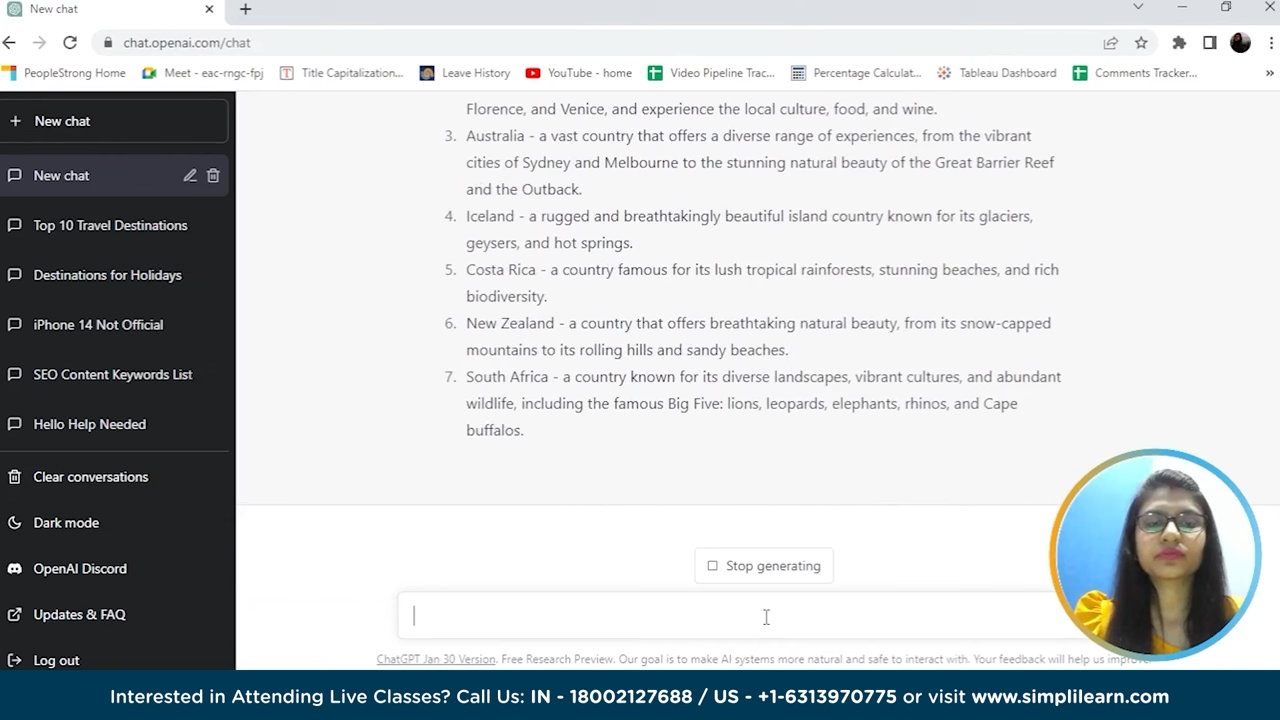 New chat
chat.openai.com/chat
PeopleStrong Home
Meet - eac-rngc-fpj
Title Capitalization...
Leave History
YouTube - home
Video Pipeline Trac...
Percentage Calculat...
Tableau Dashboard
Comments Tracker...
»
+ New chat
New chat
Top 10 Travel Destinations
Destinations for Holidays
iPhone 14 Not Official
SEO Content Keywords List
Hello Help Needed
Clear conversations
Dark mode
OpenAI Discord
Updates & FAQ
Log out
Florence, and Venice, and experience the local culture, food, and wine.
3. Australia - a vast country that offers a diverse range of experiences, from the vibrant
cities of Sydney and Melbourne to the stunning natural beauty of the Great Barrier Reef
and the Outback.
4. Iceland - a rugged and breathtakingly beautiful island country known for its glaciers,
geysers, and hot springs.
5. Costa Rica - a country famous for its lush tropical rainforests, stunning beaches, and rich
biodiversity.
6. New Zealand - a country that offers breathtaking natural beauty, from its snow-capped
mountains to its rolling hills and sandy beaches.
7. South Africa - a country known for its diverse landscapes, vibrant cultures, and abundant
wildlife, including the famous Big Five: lions, leopards, elephants, rhinos, and Cape
buffalos.
Stop generating
ChatGPT Jan 30 Version. Free Research Preview. Our goal is to make AI systems more natural and safe to interact with. Your feedback will help us improve
Interested in Attending Live Classes? Call Us: IN - 18002127688 / US - +1-6313970775 or visit www.simplilearn.com